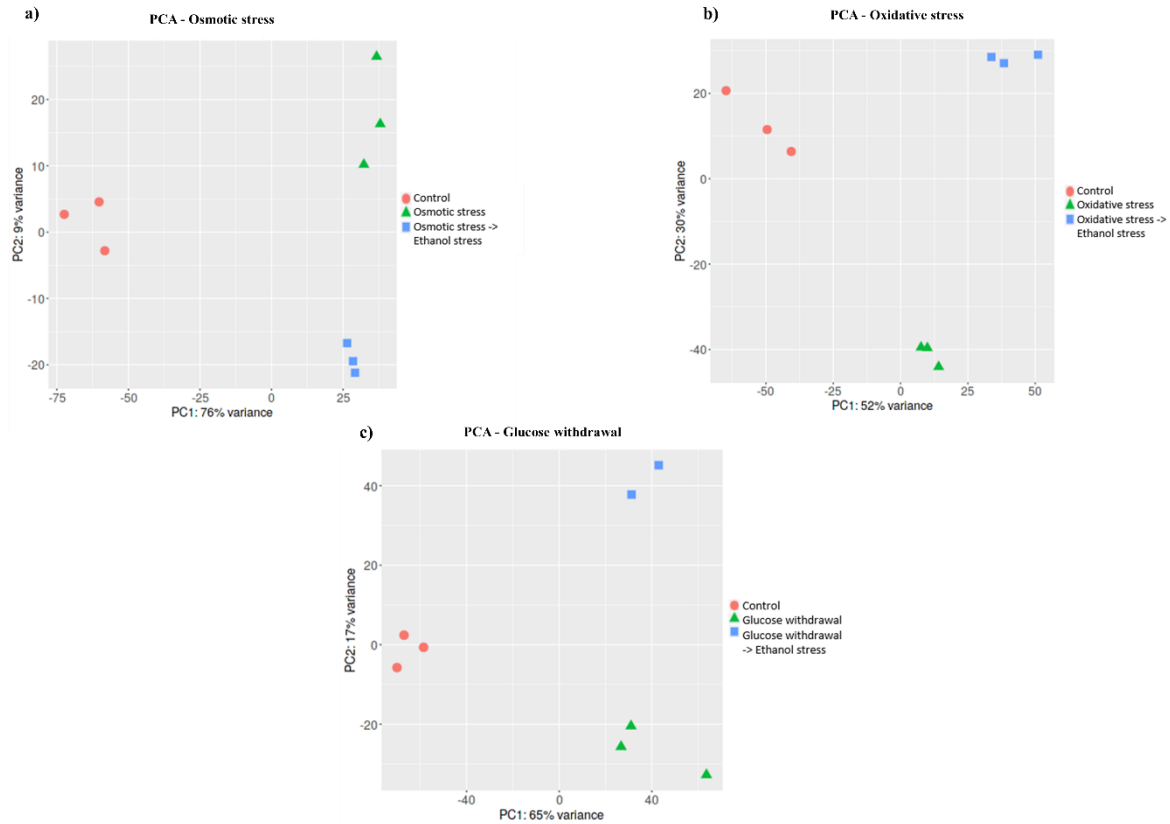 a)
PCA - Osmotic stress
20
10
0
-10
-20
PC2: 9% variance
-75
-50
-25
0
25
PC1: 76% variance
Control
Osmotic stress
Osmotic stress ->
Ethanol stress
b)
PCA - Oxidative stress
20
0
-20
-40
PC2: 30% variance
-50
-25
0
25
50
PC1: 52% variance
Control
Oxidative stress
Oxidative stress ->
Ethanol stress
c)
PCA - Glucose withdrawal
40
20
0
-20
PC2: 17% variance
-40
0
40
PC1: 65% variance
Control
Glucose withdrawal
Glucose withdrawal
-> Ethanol stress